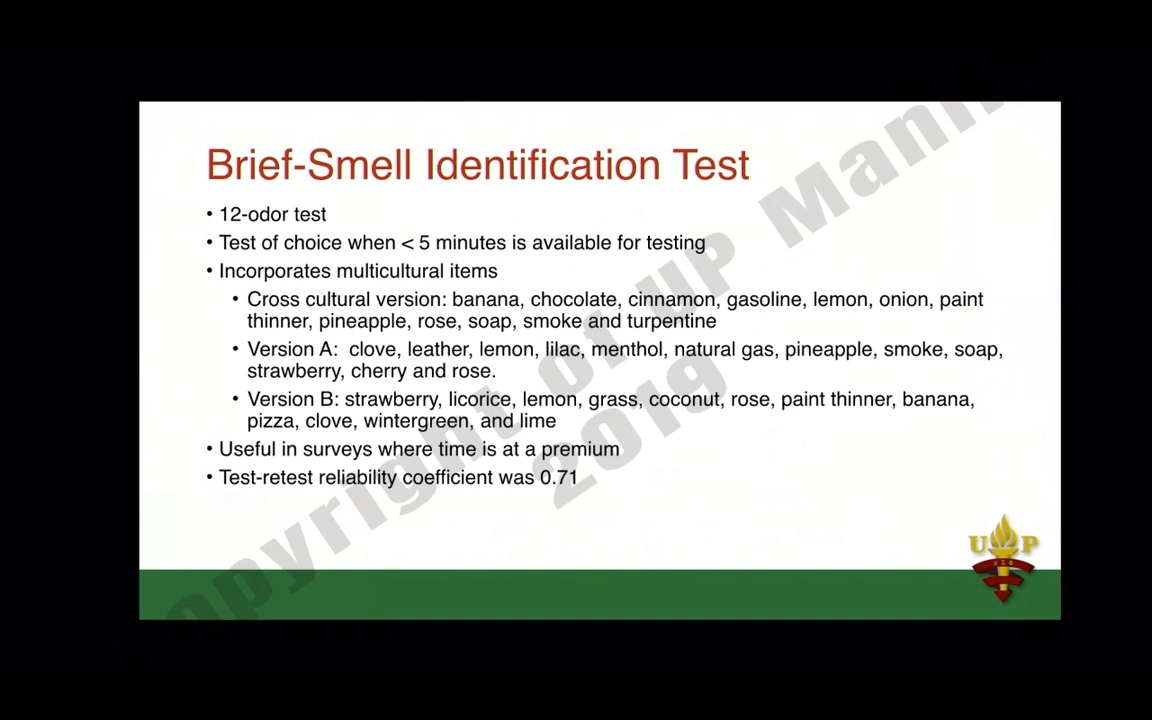 Brief-Smell Identification Test
• 12-odor test
• Test of choice when < 5 minutes is available for testing
• Incorporates multicultural items
• Cross cultural version: banana, chocolate, cinnamon, gasoline, lemon, onion, paint
thinner, pineapple, rose, soap, smoke and turpentine
• Version A:  clove, leather, lemon, lilac, menthol, natural gas, pineapple, smoke, soap,
strawberry, cherry and rose.
• Version B: strawberry, licorice, lemon, grass, coconut, rose, paint thinner, banana,
pizza, clove, wintergreen, and lime
• Useful in surveys where time is at a premium
• Test-retest reliability coefficient was 0.71
Copyright of UP Manila
2019
U P
Μ Σ Φ